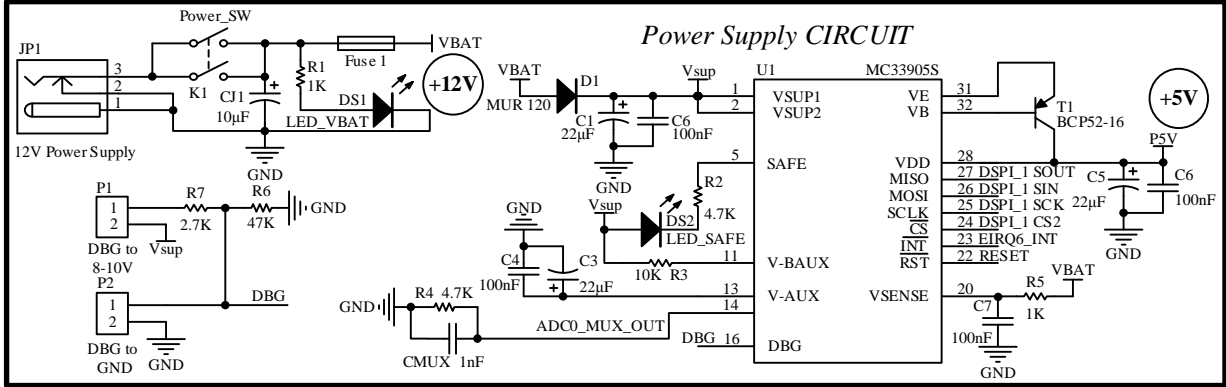 Power Supply CIRCUIT
Power_SW
JP1
3
2
1
12V Power Supply
K1
CJ1
10µF
GND
R1
1K
Fuse 1
VBAT
DS1
LED_VBAT
+12V
P1
1
2
DBG to
8-10V
Vsup
R7
2.7K
R6
47K
GND
P2
1
2
DBG to
GND
GND
DBG
VBAT
MUR 120
D1
Vsup
C1
22µF
C6
100nF
GND
U1
MC33905S
1 VSUP1
2 VSUP2
5 SAFE
11 V-BAUX
13 V-AUX
14
DBG 16 DBG
R2
4.7K
Vsup
DS2
LED_SAFE
10K R3
GND
C4
100nF
C3
22µF
GND
R4 4.7K
CMUX 1nF
ADC0_MUX_OUT
VE 31
VB 32
VDD 28
MISO 27 DSPI_1 SOUT
MOSI 26 DSPI_1 SIN
SCLK 25 DSPI_1 SCK
CS 24 DSPI_1 CS2
INT 23 EIRQ6_INT
RST 22 RESET
VSENSE 20
T1
BCP52-16
+5V
P5V
C5
22µF
C6
100nF
GND
VBAT
R5
1K
C7
100nF
GND